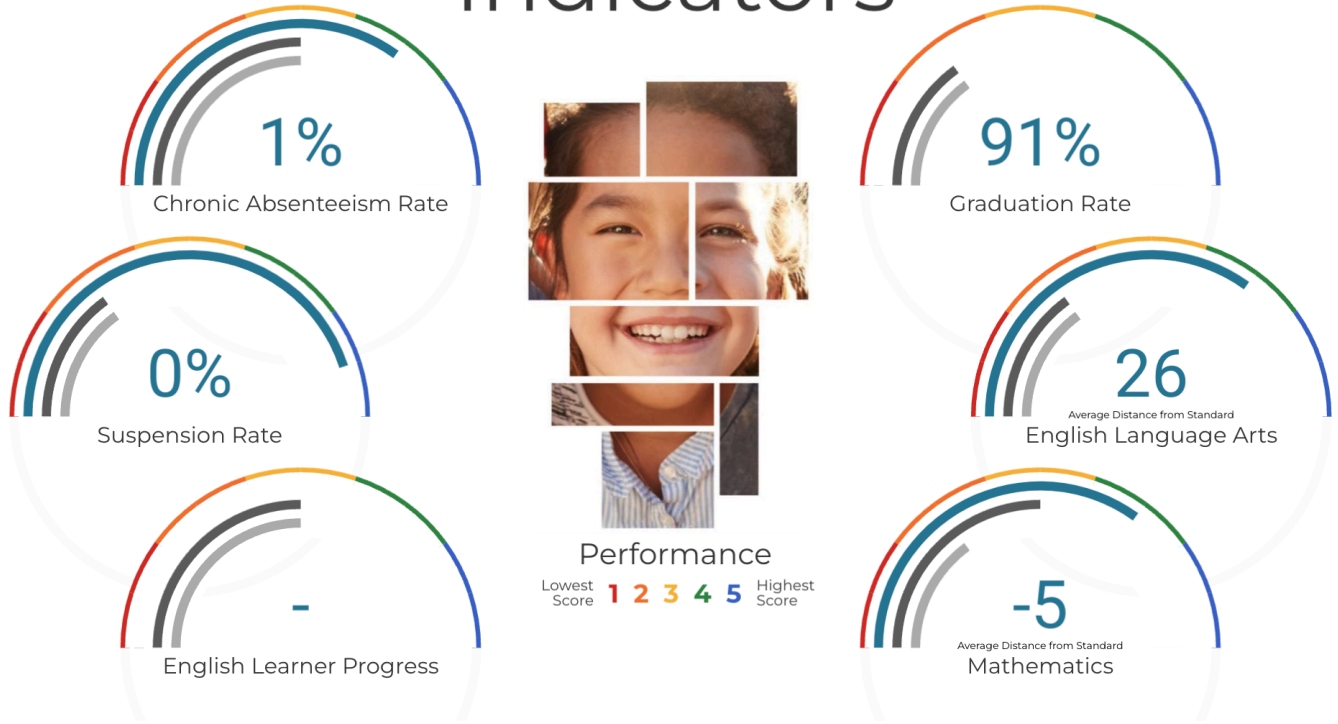 Indicators
1%
Chronic Absenteeism Rate
91%
Graduation Rate
0%
Suspension Rate
26
Average Distance from Standard
English Language Arts
-
English Learner Progress
Performance
Lowest Score 1 2 3 4 5 Highest Score
-5
Average Distance from Standard
Mathematics